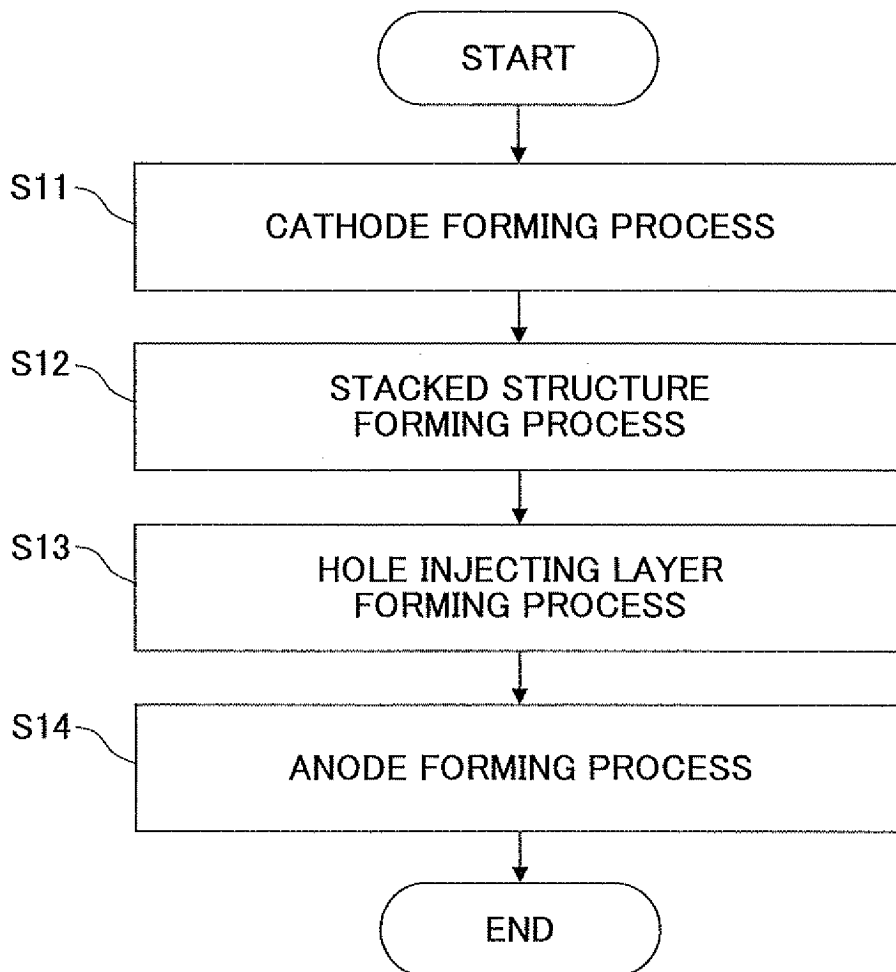 START
S11
CATHODE FORMING PROCESS
S12
STACKED STRUCTURE
FORMING PROCESS
S13
HOLE INJECTING LAYER
FORMING PROCESS
S14
ANODE FORMING PROCESS
END